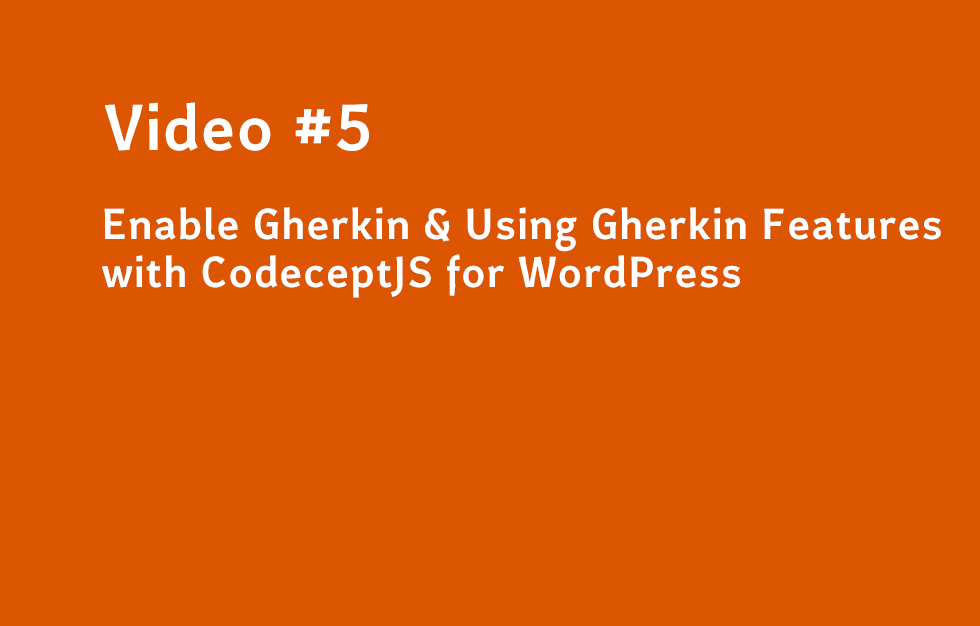 Video #5
Enable Gherkin & Using Gherkin Features
with CodeceptJS for WordPress